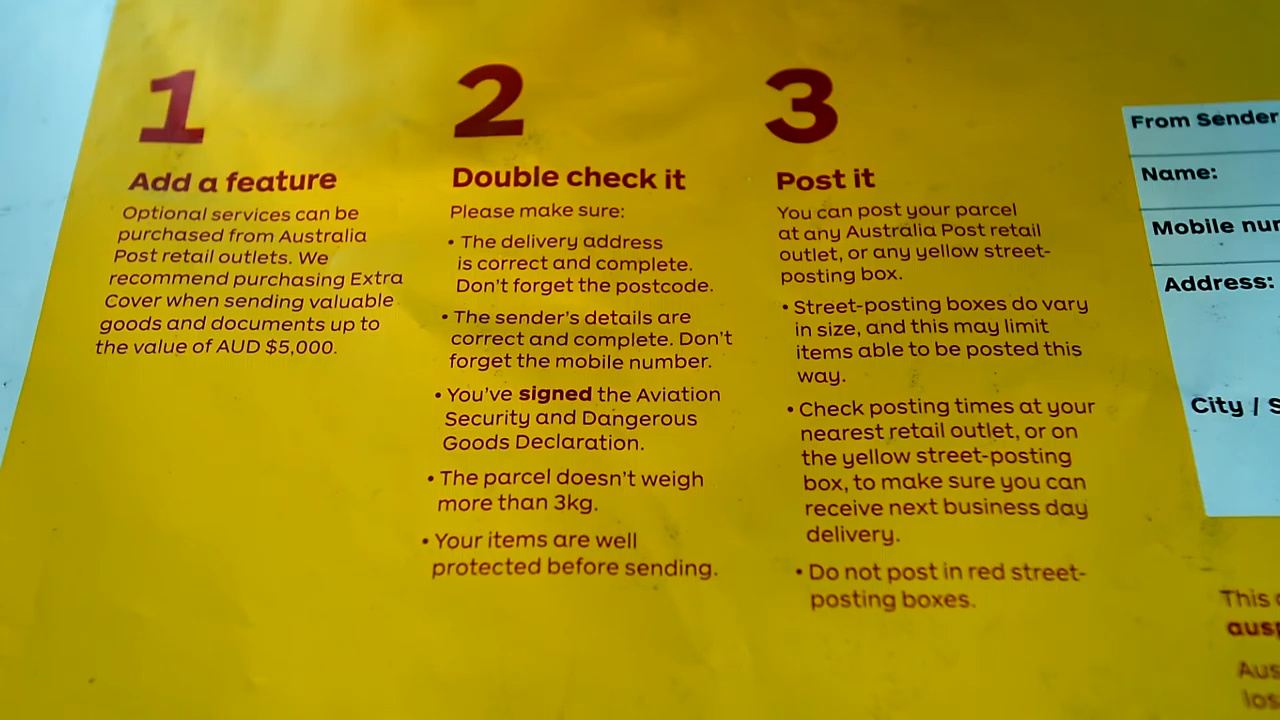 1
Add a feature
Optional services can be
purchased from Australia
Post retail outlets. We
recommend purchasing Extra
Cover when sending valuable
goods and documents up to
the value of AUD $5,000.
2
Double check it
Please make sure:
• The delivery address
is correct and complete.
Don't forget the postcode.
• The sender's details are
correct and complete. Don't
forget the mobile number.
• You've signed the Aviation
Security and Dangerous
Goods Declaration.
• The parcel doesn't weigh
more than 3kg.
• Your items are well
protected before sending.
3
Post it
You can post your parcel
at any Australia Post retail
outlet, or any yellow street-
posting box.
• Street-posting boxes do vary
in size, and this may limit
items able to be posted this
way.
• Check posting times at your
nearest retail outlet, or on
the yellow street-posting
box, to make sure you can
receive next business day
delivery.
• Do not post in red street-
posting boxes.
From Sender
Name:
Mobile
Address:
City /
This